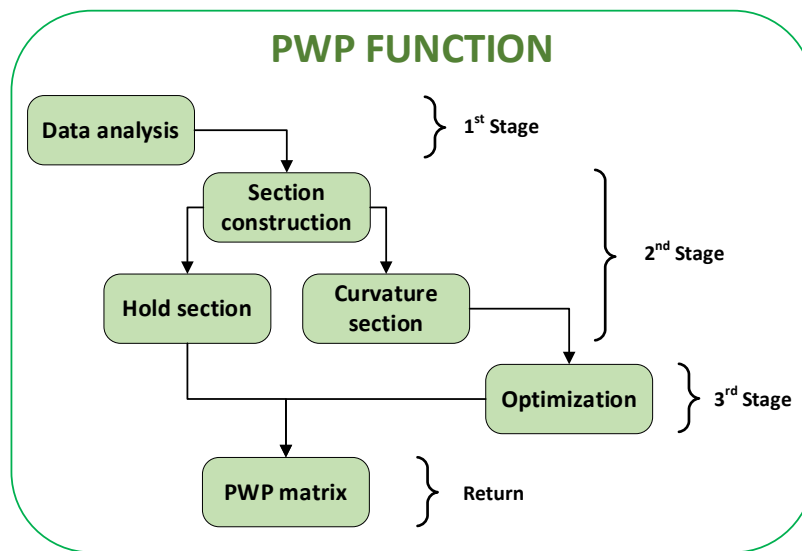 PWP FUNCTION
Data analysis
1st Stage
Section
construction
2nd Stage
Hold section
Curvature
section
Optimization
3rd Stage
PWP matrix
Return